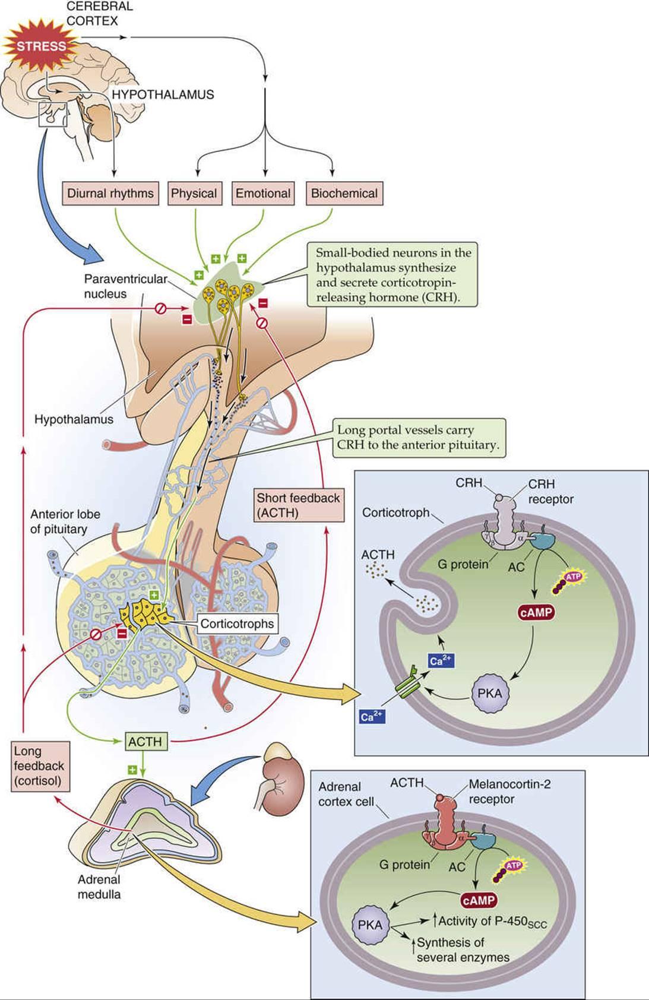 CEREBRAL
CORTEX
STRESS
HYPOTHALAMUS
Diurnal rhythms
Physical
Emotional
Biochemical
+
+
+
Small-bodied neurons in the
hypothalamus synthesize
and secrete corticotropin-
releasing hormone (CRH).
Paraventricular
nucleus
−
−
Hypothalamus
Long portal vessels carry
CRH to the anterior pituitary.
Short feedback
(ACTH)
Anterior lobe
of pituitary
+
Corticotrophs
−
CRH
CRH
receptor
Corticotroph
γ
β
α
ACTH
G protein
AC
ATP
cAMP
Ca2+
PKA
Ca2+
ACTH
+
Long
feedback
(cortisol)
Adrenal
medulla
Adrenal
cortex cell
ACTH
Melanocortin-2
receptor
γ
β
α
G protein
AC
ATP
cAMP
PKA
↑Activity of P-450SCC
↑Synthesis of
several enzymes